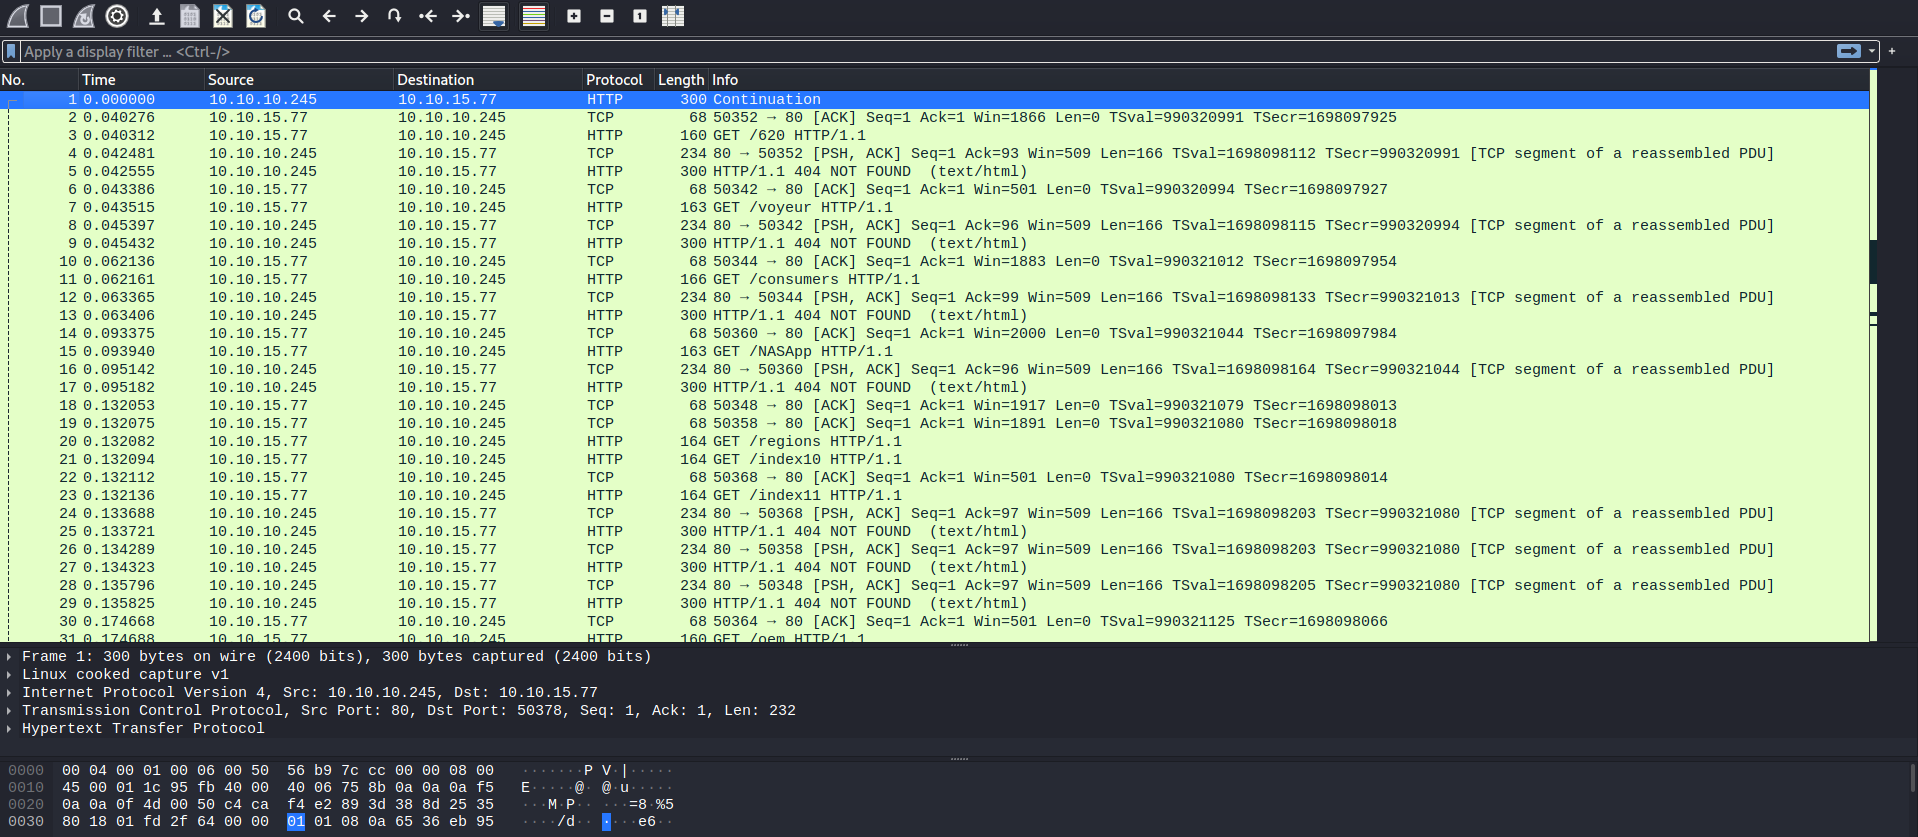 Apply a display filter ... <Ctrl-/>
No. Time Source Destination Protocol Length Info
1 0.000000 10.10.10.245 10.10.15.77 HTTP 300 Continuation
2 0.040276 10.10.15.77 10.10.10.245 TCP 68 50352 → 80 [ACK] Seq=1 Ack=1 Win=1866 Len=0 TSval=990320991 TSecr=1698097925
3 0.040312 10.10.15.77 10.10.10.245 HTTP 160 GET /620 HTTP/1.1
4 0.042481 10.10.10.245 10.10.15.77 TCP 234 80 → 50352 [PSH, ACK] Seq=1 Ack=93 Win=509 Len=166 TSval=1698098112 TSecr=990320991 [TCP segment of a reassembled PDU]
5 0.042555 10.10.10.245 10.10.15.77 HTTP 300 HTTP/1.1 404 NOT FOUND (text/html)
6 0.043386 10.10.15.77 10.10.10.245 TCP 68 50342 → 80 [ACK] Seq=1 Ack=1 Win=501 Len=0 TSval=990320994 TSecr=1698097927
7 0.043515 10.10.15.77 10.10.10.245 HTTP 163 GET /voyeur HTTP/1.1
8 0.045397 10.10.10.245 10.10.15.77 TCP 234 80 → 50342 [PSH, ACK] Seq=1 Ack=96 Win=509 Len=166 TSval=1698098115 TSecr=990320994 [TCP segment of a reassembled PDU]
9 0.045432 10.10.10.245 10.10.15.77 HTTP 300 HTTP/1.1 404 NOT FOUND (text/html)
10 0.062136 10.10.15.77 10.10.10.245 TCP 68 50344 → 80 [ACK] Seq=1 Ack=1 Win=1883 Len=0 TSval=990321012 TSecr=1698097954
11 0.062161 10.10.15.77 10.10.10.245 HTTP 166 GET /consumers HTTP/1.1
12 0.063365 10.10.10.245 10.10.15.77 TCP 234 80 → 50344 [PSH, ACK] Seq=1 Ack=99 Win=509 Len=166 TSval=1698098133 TSecr=990321013 [TCP segment of a reassembled PDU]
13 0.063406 10.10.10.245 10.10.15.77 HTTP 300 HTTP/1.1 404 NOT FOUND (text/html)
14 0.093375 10.10.15.77 10.10.10.245 TCP 68 50360 → 80 [ACK] Seq=1 Ack=1 Win=2000 Len=0 TSval=990321044 TSecr=1698097984
15 0.093940 10.10.15.77 10.10.10.245 HTTP 163 GET /NASApp HTTP/1.1
16 0.095142 10.10.10.245 10.10.15.77 TCP 234 80 → 50360 [PSH, ACK] Seq=1 Ack=96 Win=509 Len=166 TSval=1698098164 TSecr=990321044 [TCP segment of a reassembled PDU]
17 0.095182 10.10.10.245 10.10.15.77 HTTP 300 HTTP/1.1 404 NOT FOUND (text/html)
18 0.132053 10.10.15.77 10.10.10.245 TCP 68 50348 → 80 [ACK] Seq=1 Ack=1 Win=1917 Len=0 TSval=990321079 TSecr=1698098013
19 0.132075 10.10.15.77 10.10.10.245 TCP 68 50358 → 80 [ACK] Seq=1 Ack=1 Win=1891 Len=0 TSval=990321080 TSecr=1698098018
20 0.132082 10.10.15.77 10.10.10.245 HTTP 164 GET /regions HTTP/1.1
21 0.132094 10.10.15.77 10.10.10.245 HTTP 164 GET /index10 HTTP/1.1
22 0.132112 10.10.15.77 10.10.10.245 TCP 68 50368 → 80 [ACK] Seq=1 Ack=1 Win=501 Len=0 TSval=990321080 TSecr=1698098014
23 0.132136 10.10.15.77 10.10.10.245 HTTP 164 GET /index11 HTTP/1.1
24 0.133688 10.10.10.245 10.10.15.77 TCP 234 80 → 50368 [PSH, ACK] Seq=1 Ack=97 Win=509 Len=166 TSval=1698098203 TSecr=990321080 [TCP segment of a reassembled PDU]
25 0.133721 10.10.10.245 10.10.15.77 HTTP 300 HTTP/1.1 404 NOT FOUND (text/html)
26 0.134289 10.10.10.245 10.10.15.77 TCP 234 80 → 50358 [PSH, ACK] Seq=1 Ack=97 Win=509 Len=166 TSval=1698098203 TSecr=990321080 [TCP segment of a reassembled PDU]
27 0.134323 10.10.10.245 10.10.15.77 HTTP 300 HTTP/1.1 404 NOT FOUND (text/html)
28 0.135796 10.10.10.245 10.10.15.77 TCP 234 80 → 50348 [PSH, ACK] Seq=1 Ack=97 Win=509 Len=166 TSval=1698098205 TSecr=990321080 [TCP segment of a reassembled PDU]
29 0.135825 10.10.10.245 10.10.15.77 HTTP 300 HTTP/1.1 404 NOT FOUND (text/html)
30 0.174668 10.10.15.77 10.10.10.245 TCP 68 50364 → 80 [ACK] Seq=1 Ack=1 Win=501 Len=0 TSval=990321125 TSecr=1698098066
31 0.174688 10.10.15.77 10.10.10.245 HTTP 160 GET /oem HTTP/1.1
Frame 1: 300 bytes on wire (2400 bits), 300 bytes captured (2400 bits)
Linux cooked capture v1
Internet Protocol Version 4, Src: 10.10.10.245, Dst: 10.10.15.77
Transmission Control Protocol, Src Port: 80, Dst Port: 50378, Seq: 1, Ack: 1, Len: 232
Hypertext Transfer Protocol
0000 00 04 00 01 00 06 00 50 56 b9 7c cc 00 00 08 00 ·······P V·|·····
0010 45 00 01 1c 95 fb 40 00 40 06 75 8b 0a 0a 0a f5 E·····@· @·u·····
0020 0a 0a 0f 4d 00 50 c4 ca f4 e2 89 3d 38 8d 25 35 ···M·P·· ···=8·%5
0030 80 18 01 fd 2f 64 00 00 01 01 08 0a 65 36 eb 95 ····/d·· ····e6··